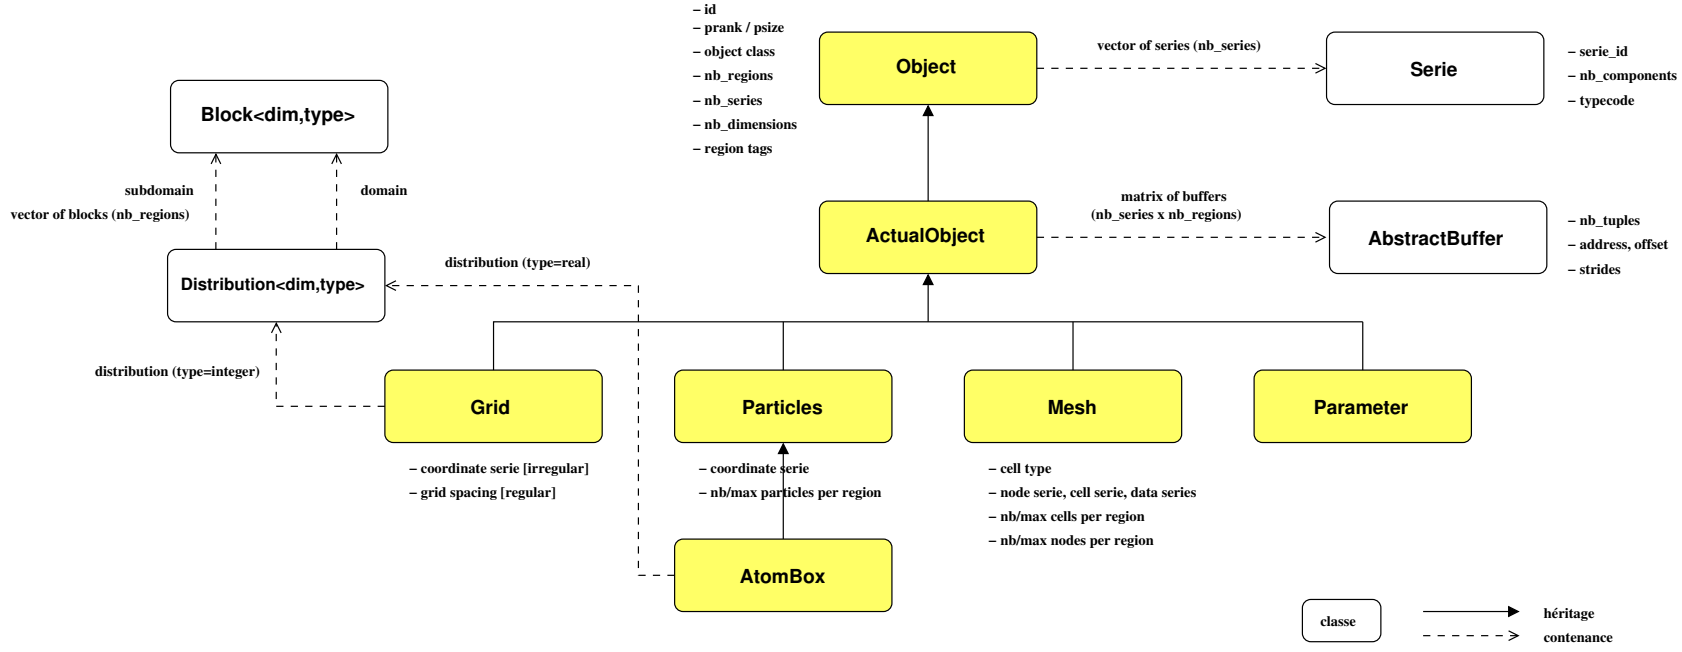 – id
– prank / psize
– object class
– nb_regions
– nb_series
– nb_dimensions
– region tags
Object
vector of series (nb_series)
Serie
– serie_id
– nb_components
– typecode
Block<dim,type>
subdomain
vector of blocks (nb_regions)
domain
Distribution<dim,type>
distribution (type=real)
distribution (type=integer)
ActualObject
matrix of buffers
(nb_series x nb_regions)
AbstractBuffer
– nb_tuples
– address, offset
– strides
Grid
– coordinate serie [irregular]
– grid spacing [regular]
Particles
– coordinate serie
– nb/max particles per region
Mesh
– cell type
– node serie, cell serie, data series
– nb/max cells per region
– nb/max nodes per region
Parameter
AtomBox
classe
héritage
contenance